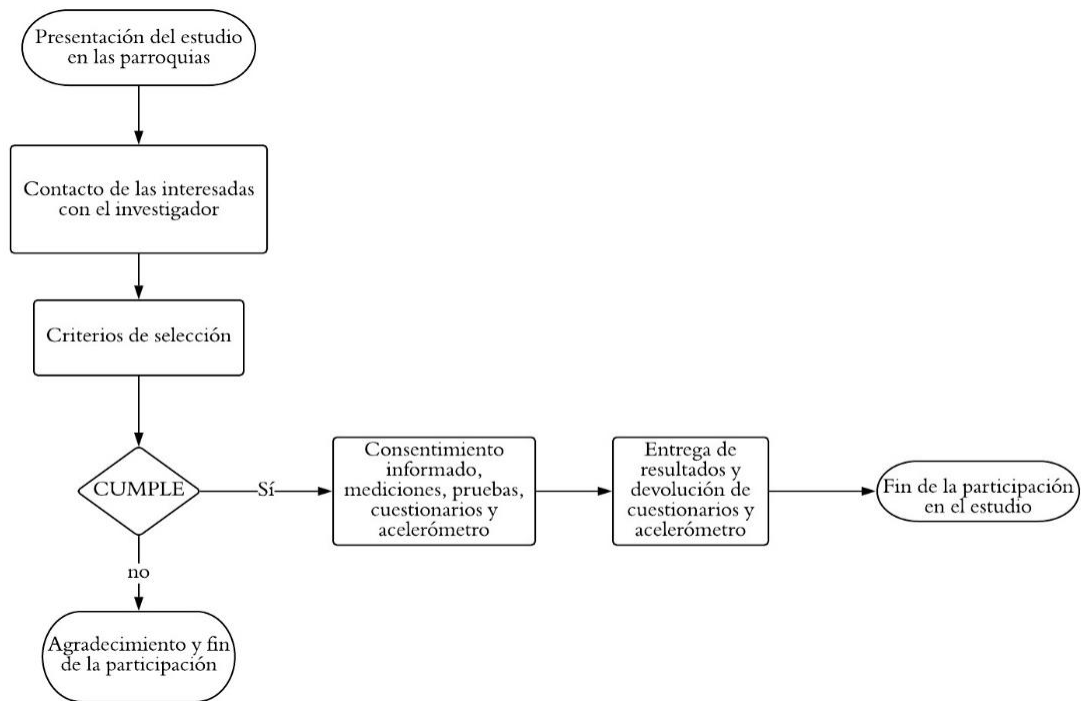 Presentación del estudio
en las parroquias
Contacto de las interesadas
con el investigador
Criterios de selección
CUMPLE
Sí
Consentimiento
informado,
mediciones, pruebas,
cuestionarios y
acelerómetro
Entrega de
resultados y
devolución de
cuestionarios y
acelerómetro
Fin de la participación
en el estudio
no
Agradecimiento y fin
de la participación